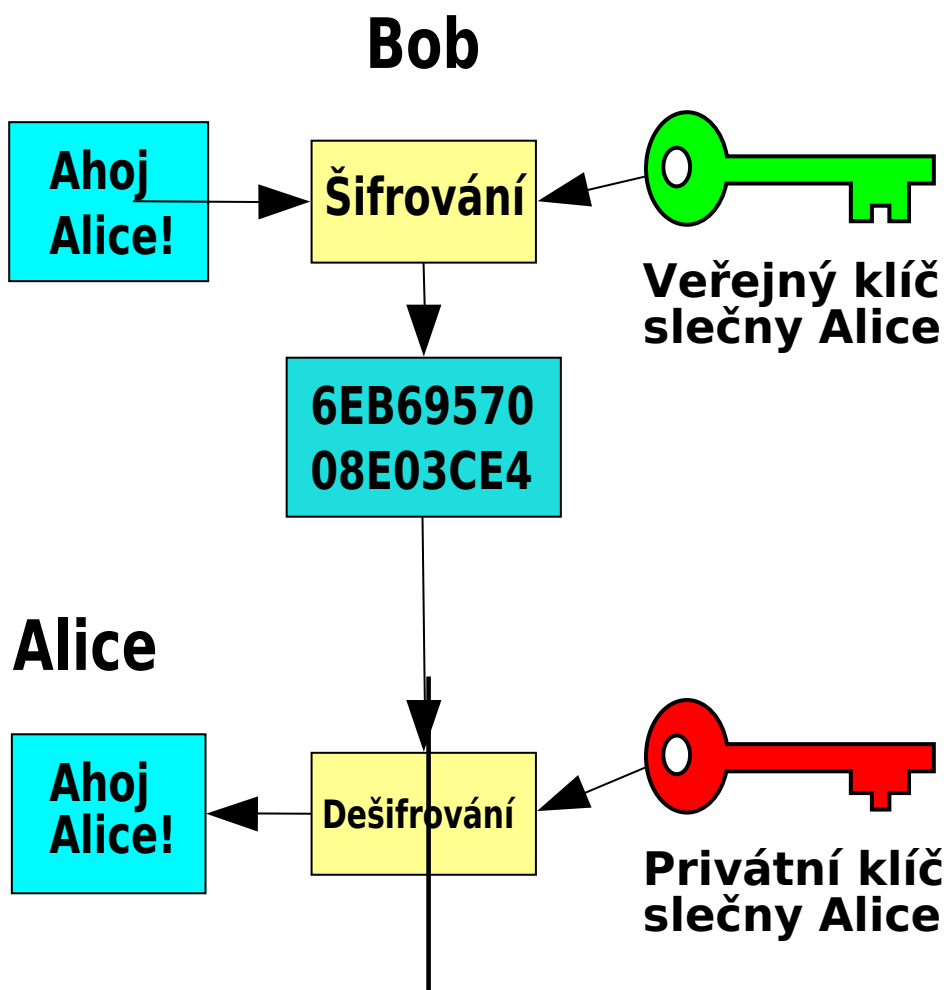 Bob
Ahoj
Alice!
Šifrování
Veřejný klíč
slečny Alice
6EB69570
08E03CE4
Alice
Ahoj
Alice!
Dešifrování
Privátní klíč
slečny Alice